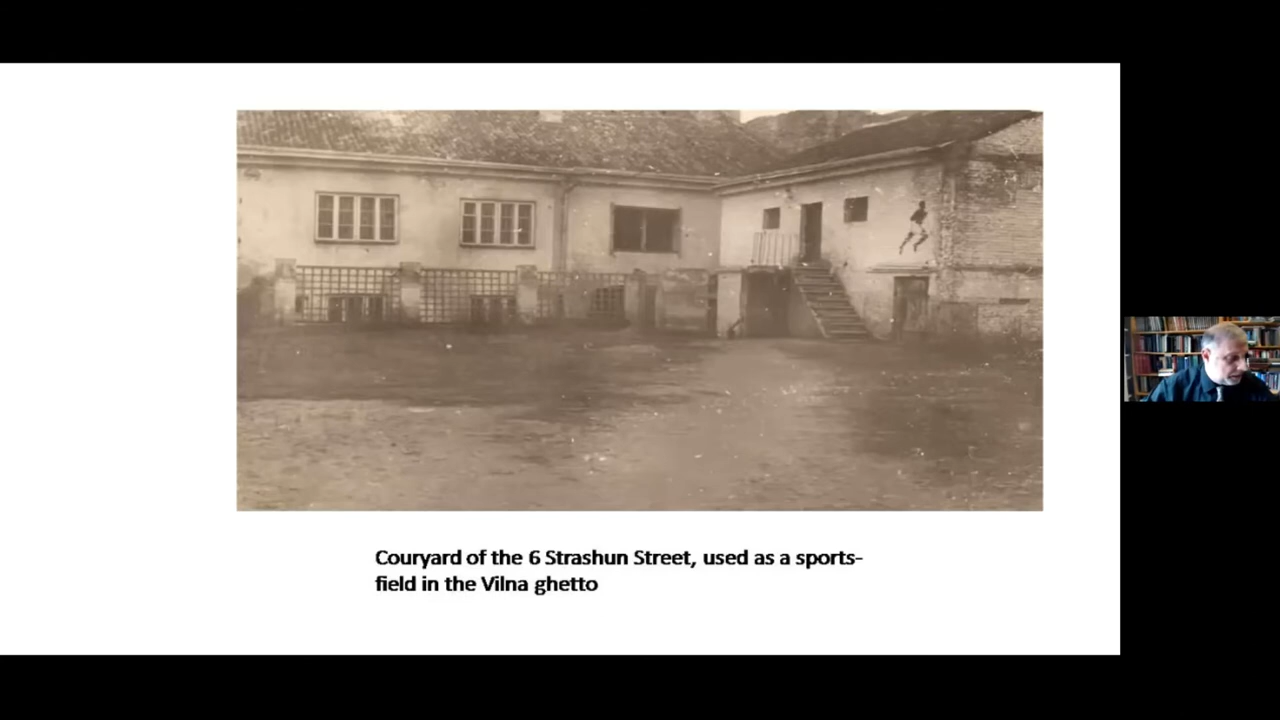 Couryard of the 6 Strashun Street, used as a sports-
field in the Vilna ghetto